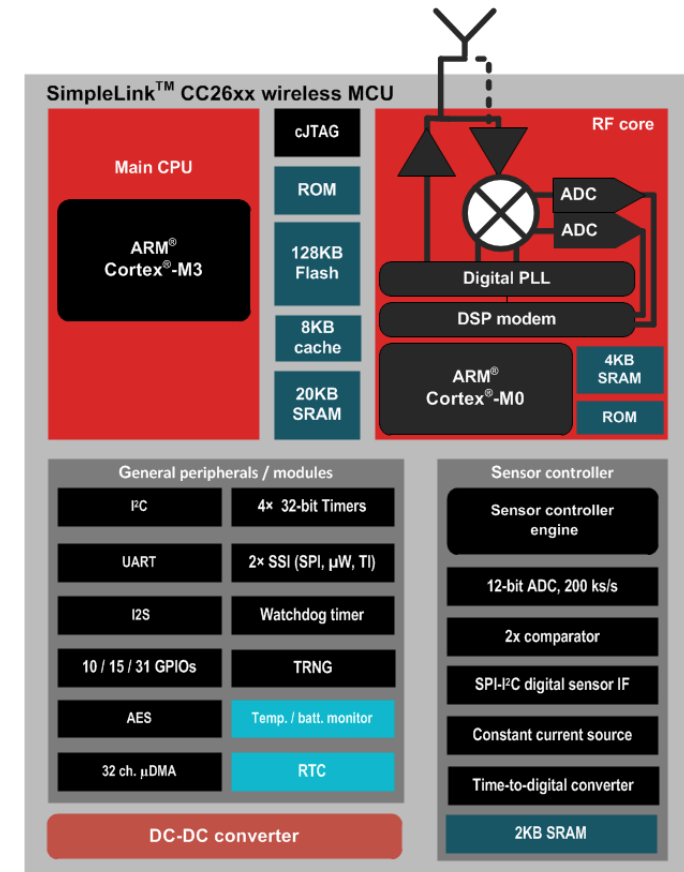 SimpleLink™ CC26xx wireless MCU
Main CPU
ARM®
Cortex®-M3
cJTAG
ROM
128KB
Flash
8KB
cache
20KB
SRAM
RF core
ADC
ADC
Digital PLL
DSP modem
ARM®
Cortex®-M0
4KB
SRAM
ROM
General peripherals / modules
I²C
4× 32-bit Timers
UART
2× SSI (SPI, µW, TI)
I2S
Watchdog timer
10 / 15 / 31 GPIOs
TRNG
AES
Temp. / batt. monitor
32 ch. µDMA
RTC
DC-DC converter
Sensor controller
Sensor controller
engine
12-bit ADC, 200 ks/s
2x comparator
SPI-I²C digital sensor IF
Constant current source
Time-to-digital converter
2KB SRAM